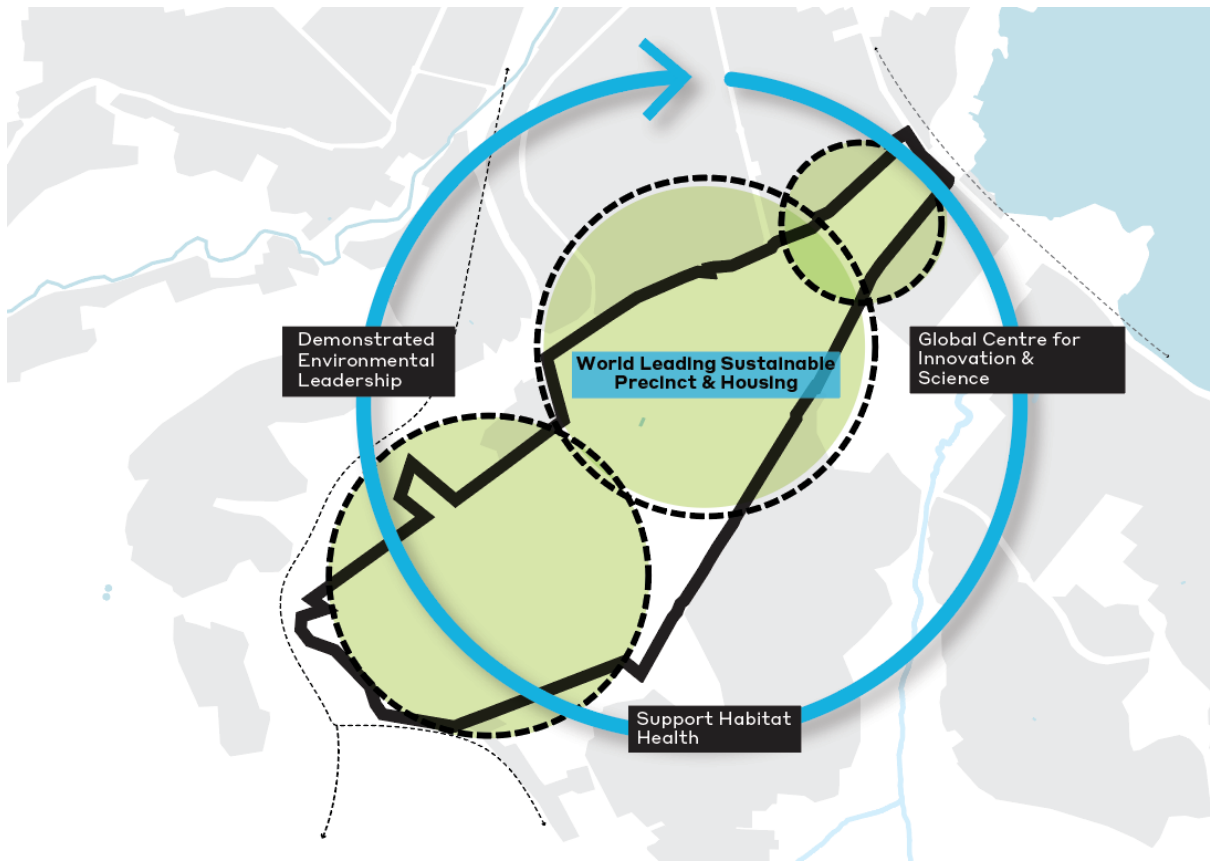 Demonstrated
Environmental
Leadership
World Leading Sustainable
Precinct & Housing
Global Centre for
Innovation &
Science
Support Habitat
Health